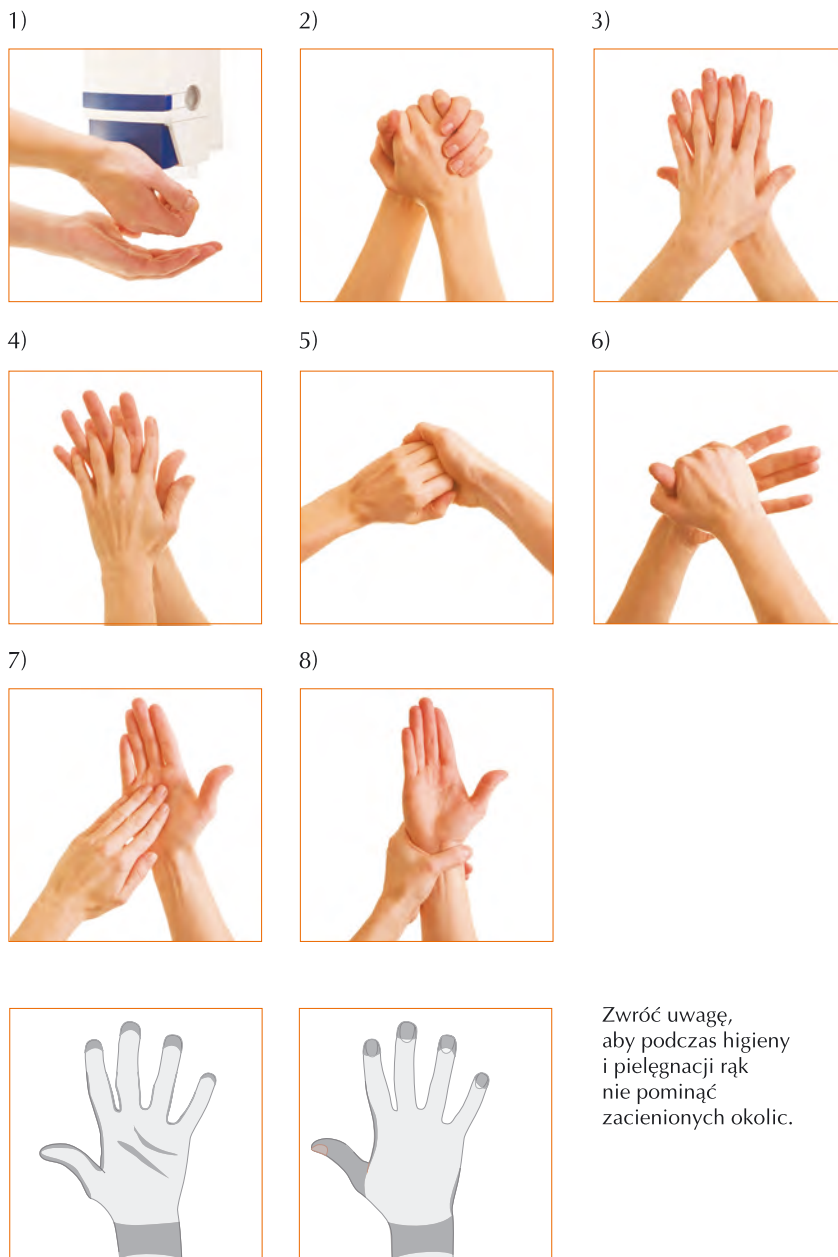 1)
2)
3)
4)
5)
6)
7)
8)
Zwróć uwagę,
aby podczas higieny
i pielęgnacji rąk
nie pominąć
zacienionych okolic.